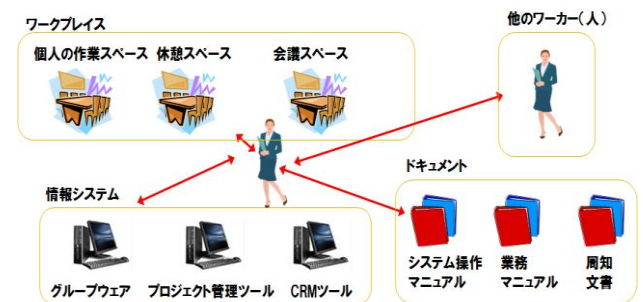 ワークプレイス
他のワーカー(人)
個人の作業スペース 休憩スペース 会議スペース
情報システム
ドキュメント
グループウェア プロジェクト管理ツール CRMツール
システム操作
マニュアル
業務
マニュアル
周知
文書